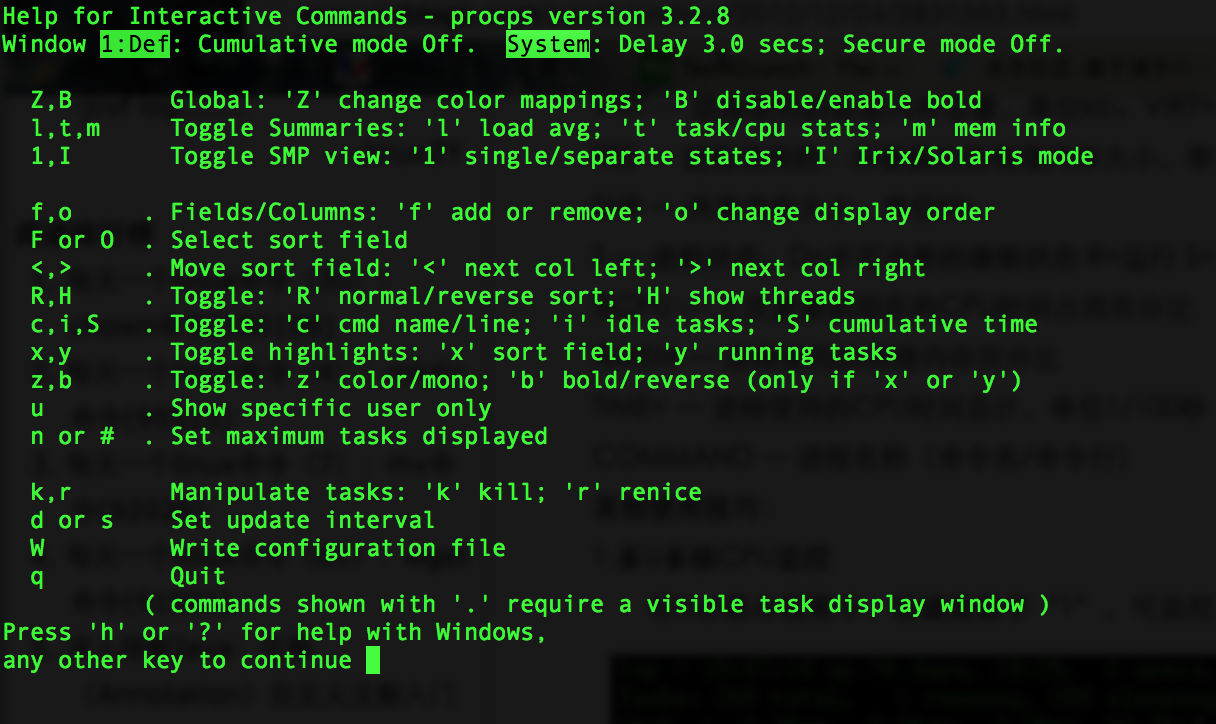 Help for Interactive Commands - procps version 3.2.8
Window 1:Def: Cumulative mode Off.  System: Delay 3.0 secs; Secure mode Off.

  Z,B       Global: 'Z' change color mappings; 'B' disable/enable bold
  l,t,m     Toggle Summaries: 'l' load avg; 't' task/cpu stats; 'm' mem info
  1,I       Toggle SMP view: '1' single/separate states; 'I' Irix/Solaris mode

  f,o     . Fields/Columns: 'f' add or remove; 'o' change display order
  F or O  . Select sort field
  <,>     . Move sort field: '<' next col left; '>' next col right
  R,H     . Toggle: 'R' normal/reverse sort; 'H' show threads
  c,i,S   . Toggle: 'c' cmd name/line; 'i' idle tasks; 'S' cumulative time
  x,y     . Toggle highlights: 'x' sort field; 'y' running tasks
  z,b     . Toggle: 'z' color/mono; 'b' bold/reverse (only if 'x' or 'y')
  u       . Show specific user only
  n or #  . Set maximum tasks displayed

  k,r       Manipulate tasks: 'k' kill; 'r' renice
  d or s    Set update interval
  W         Write configuration file
  q         Quit
          ( commands shown with '.' require a visible task display window )
Press 'h' or '?' for help with Windows,
any other key to continue